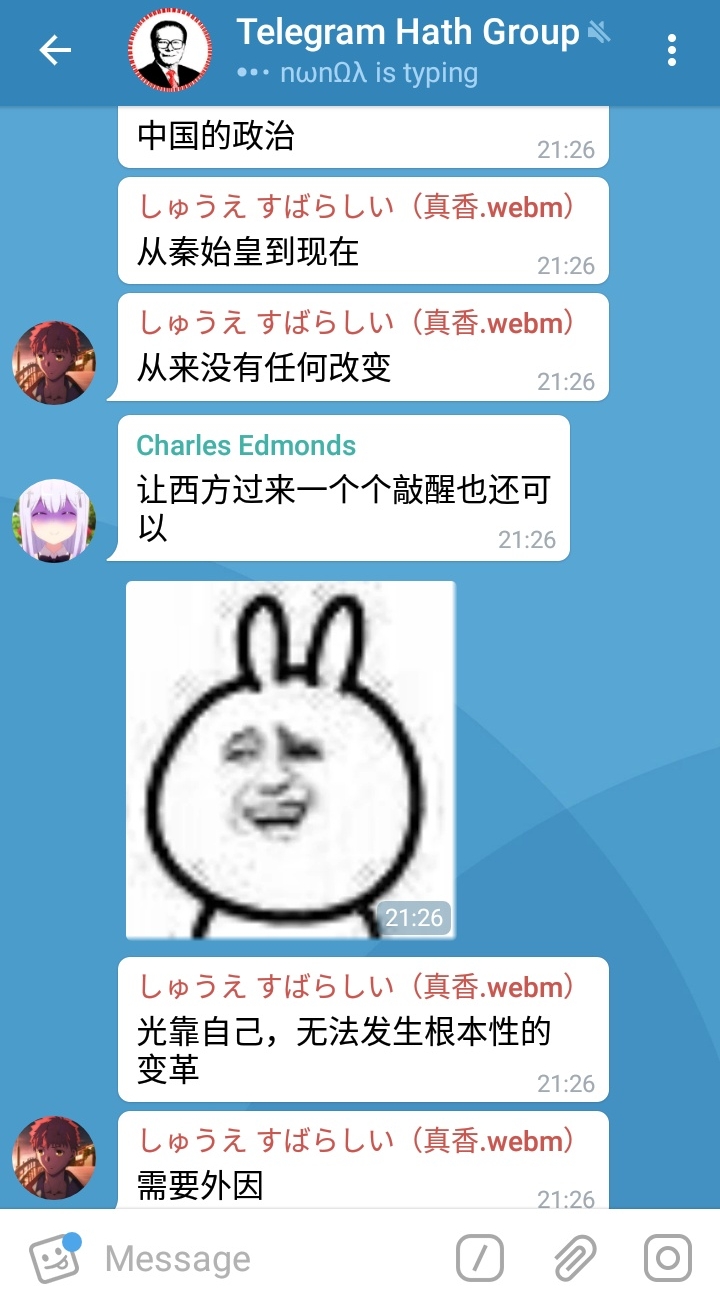 Telegram Hath Group
••• nωnΩλ is typing
中国的政治
21:26
しゅうえ すばらしい（真香.webm）
从秦始皇到现在
21:26
しゅうえ すばらしい（真香.webm）
从来没有任何改变
21:26
Charles Edmonds
让西方过来一个个敲醒也还可
以
21:26
21:26
しゅうえ すばらしい（真香.webm）
光靠自己，无法发生根本性的
变革
21:26
しゅうえ すばらしい（真香.webm）
需要外因
21:26
Message